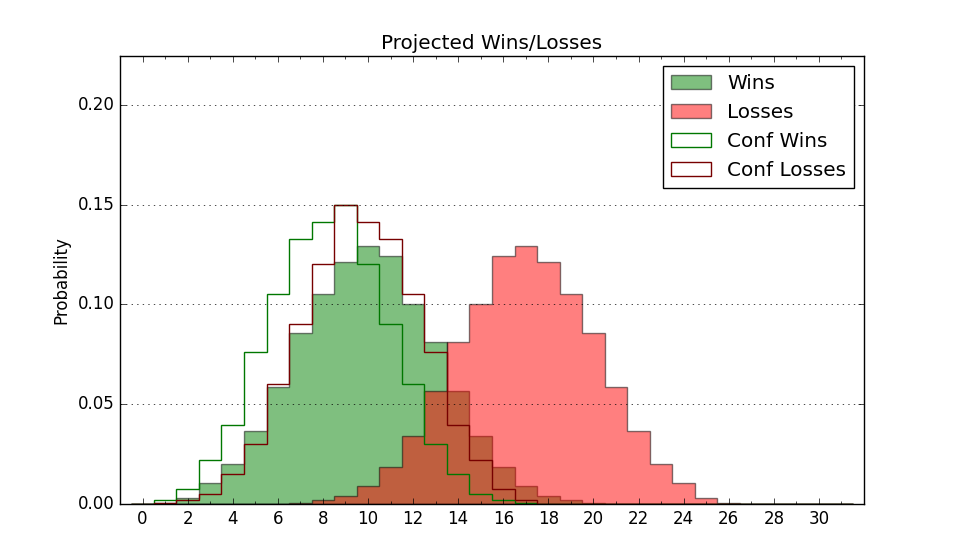 Projected Wins/Losses
Wins
Losses
Conf Wins
Conf Losses
Probability
0.20
0.15
0.10
0.05
0.00
0 2 4 6 8 10 12 14 16 18 20 22 24 26 28 30